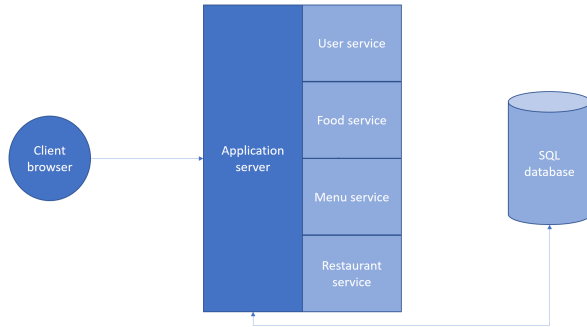 Client
browser
Application
server
User service
Food service
Menu service
Restaurant
service
SQL
database